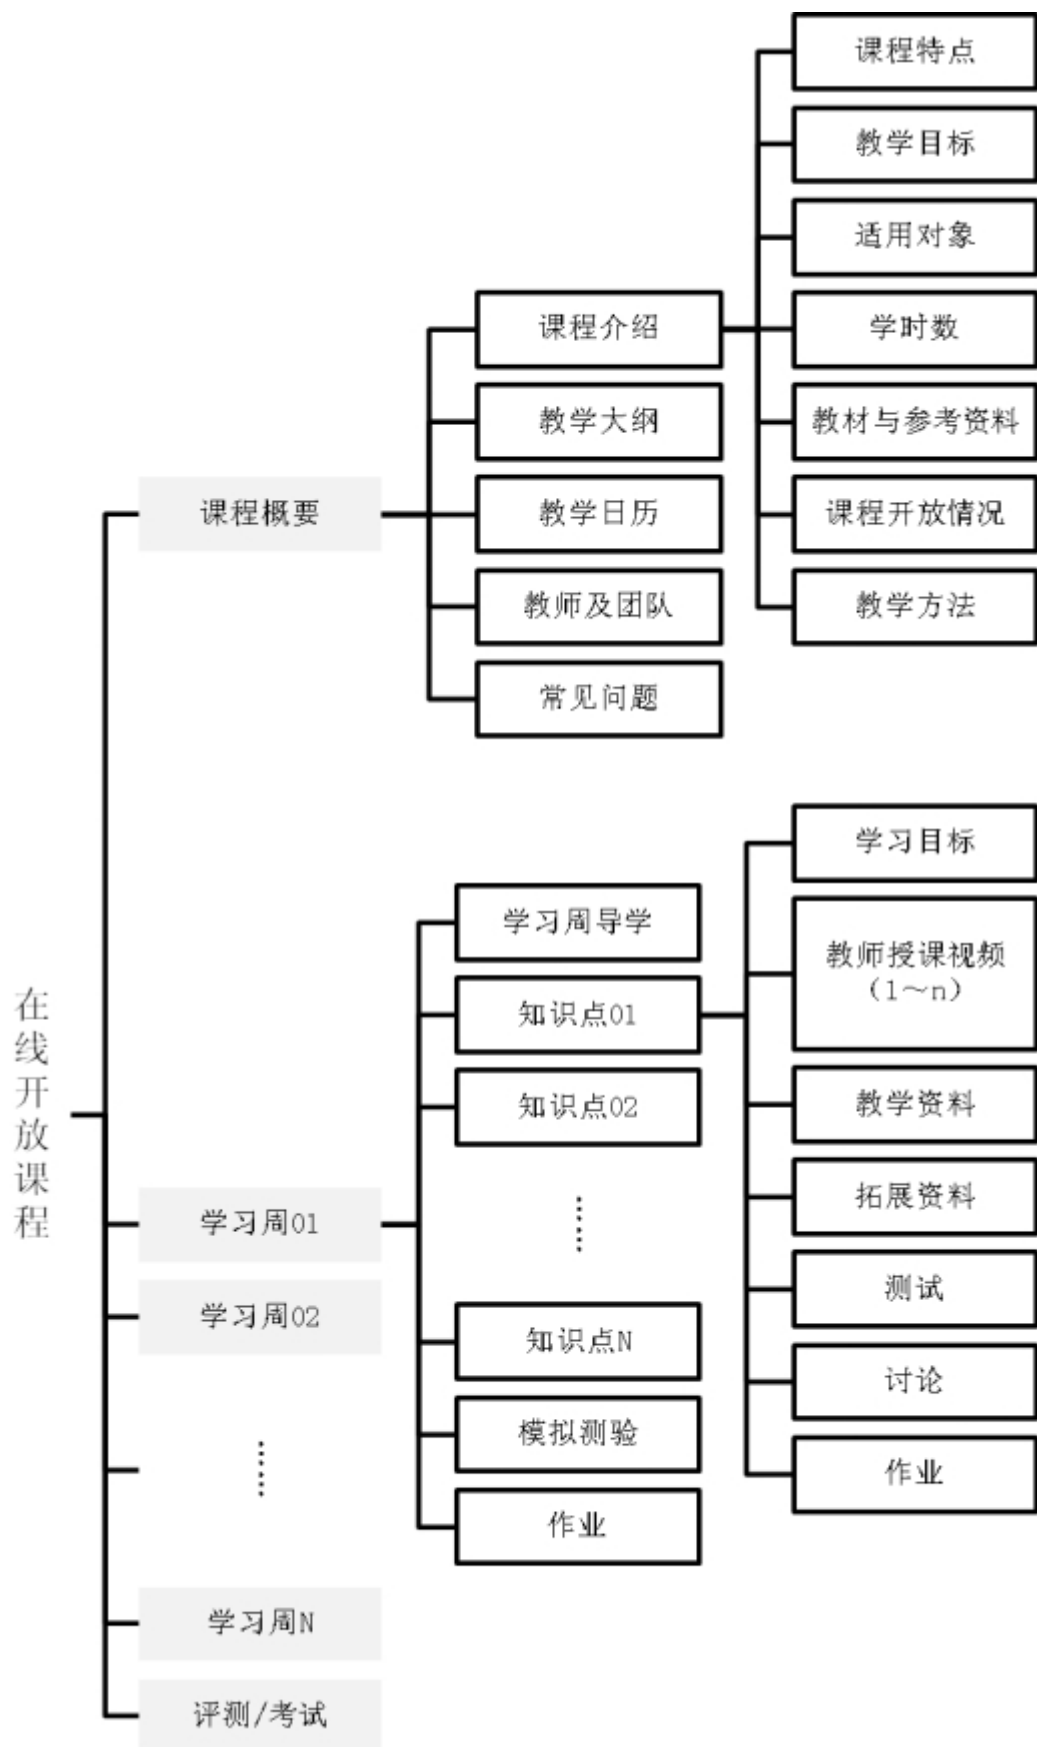 在线开放课程
课程概要
课程介绍
课程特点
教学目标
适用对象
学时数
教材与参考资料
课程开放情况
教学方法
教学大纲
教学日历
教师及团队
常见问题
学习周01
学习周导学
知识点01
学习目标
教师授课视频
（1～n）
教学资料
拓展资料
测试
讨论
作业
知识点02
……
知识点N
模拟测验
作业
学习周02
……
学习周N
评测/考试